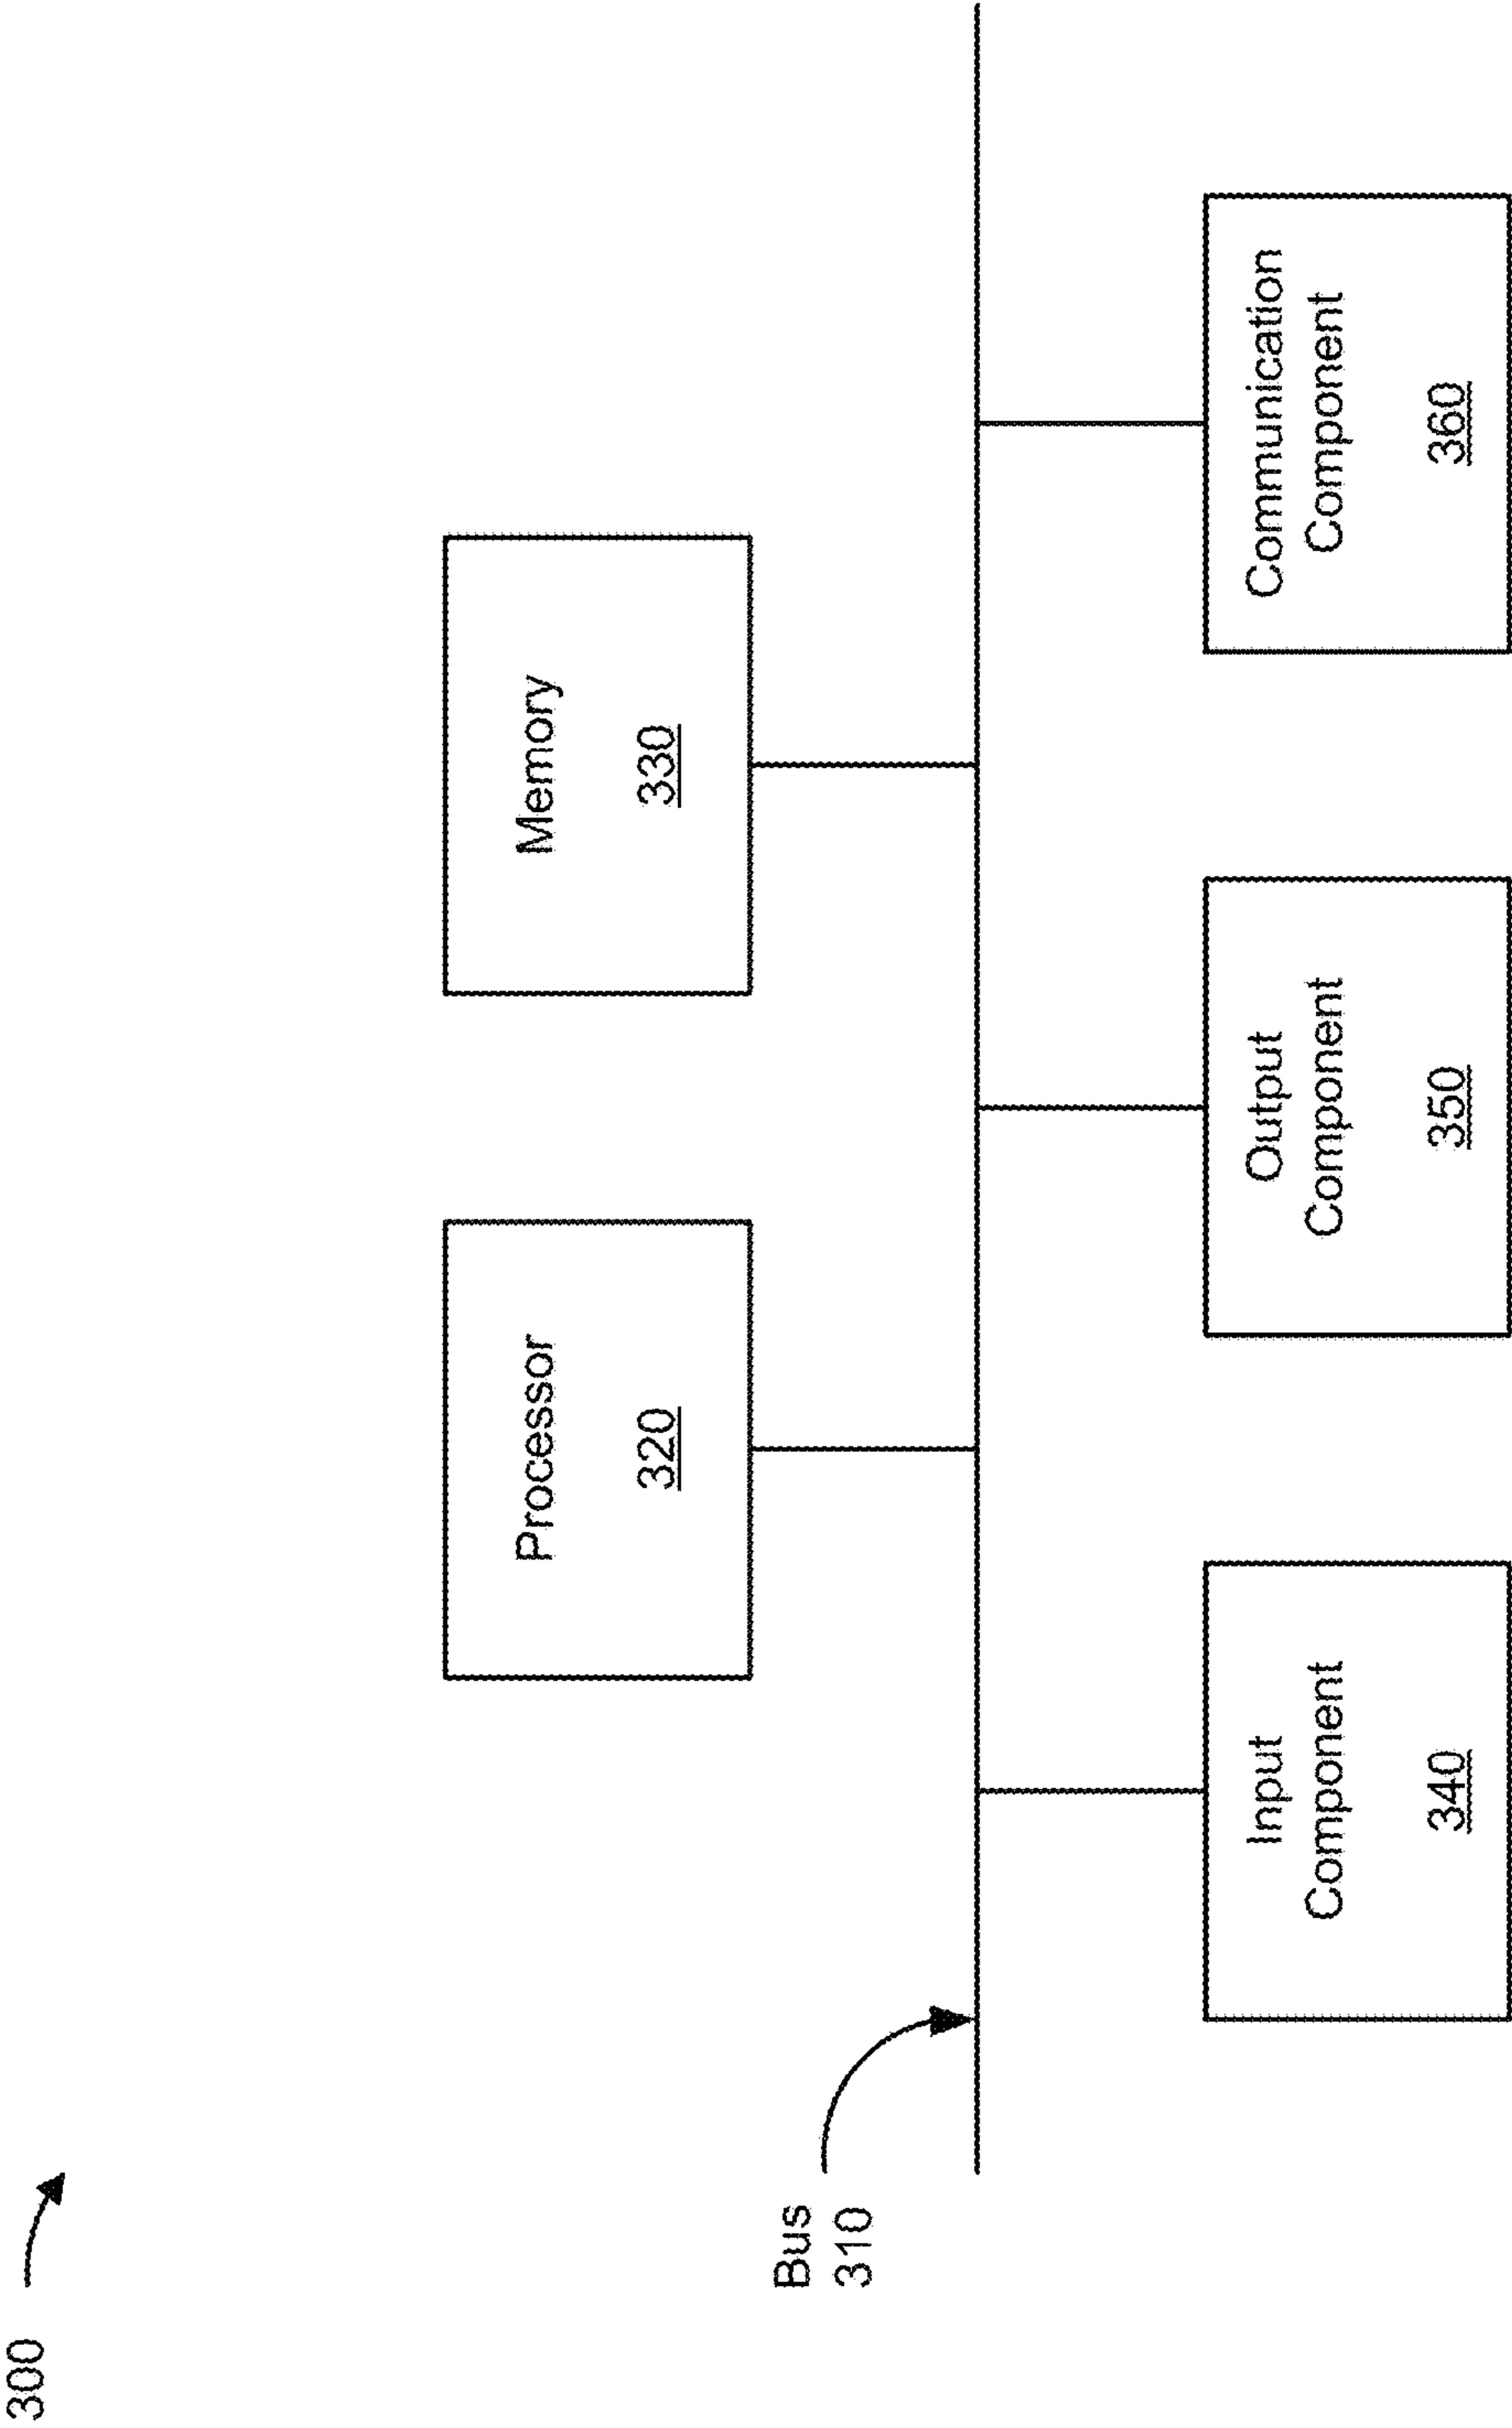 300
Processor
320
Memory
330
Bus
310
Input
Component
340
Output
Component
350
Communication
Component
360